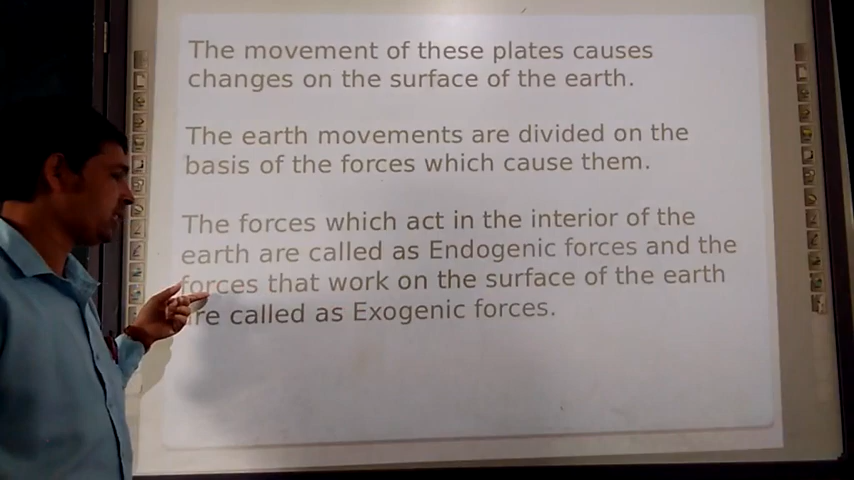 The movement of these plates causes
changes on the surface of the earth.
The earth movements are divided on the
basis of the forces which cause them.
The forces which act in the interior of the
earth are called as Endogenic forces and the
forces that work on the surface of the earth
are called as Exogenic forces.